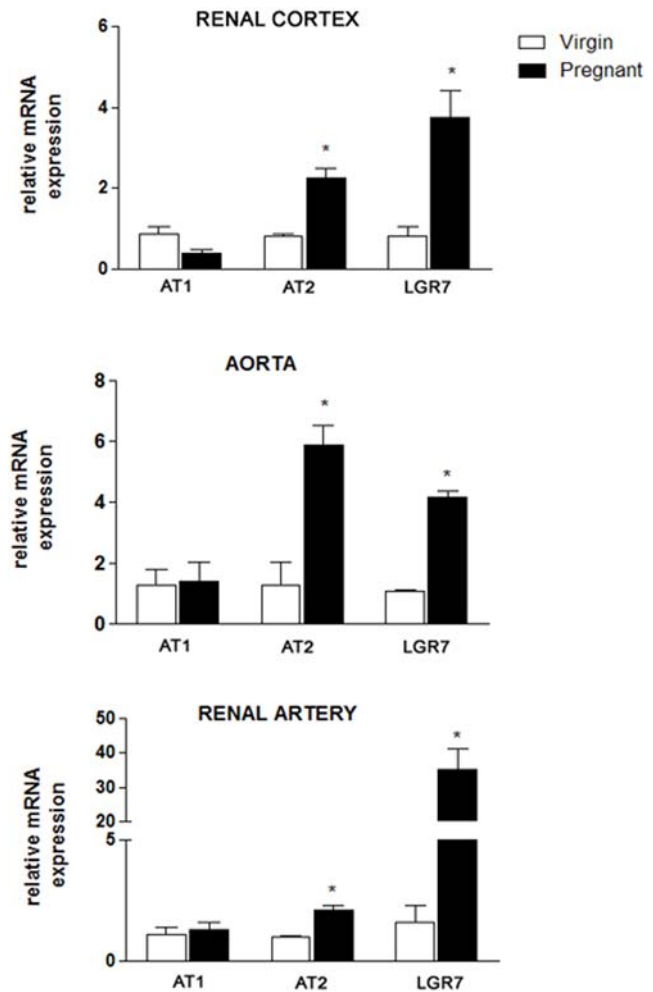 RENAL CORTEX
Virgin
Pregnant
relative mRNA
expression
6
4
2
0
*
*
AT1
AT2
LGR7
AORTA
relative mRNA
expression
8
6
4
2
0
*
*
AT1
AT2
LGR7
RENAL ARTERY
relative mRNA
expression
50
40
30
20
5
0
*
*
AT1
AT2
LGR7